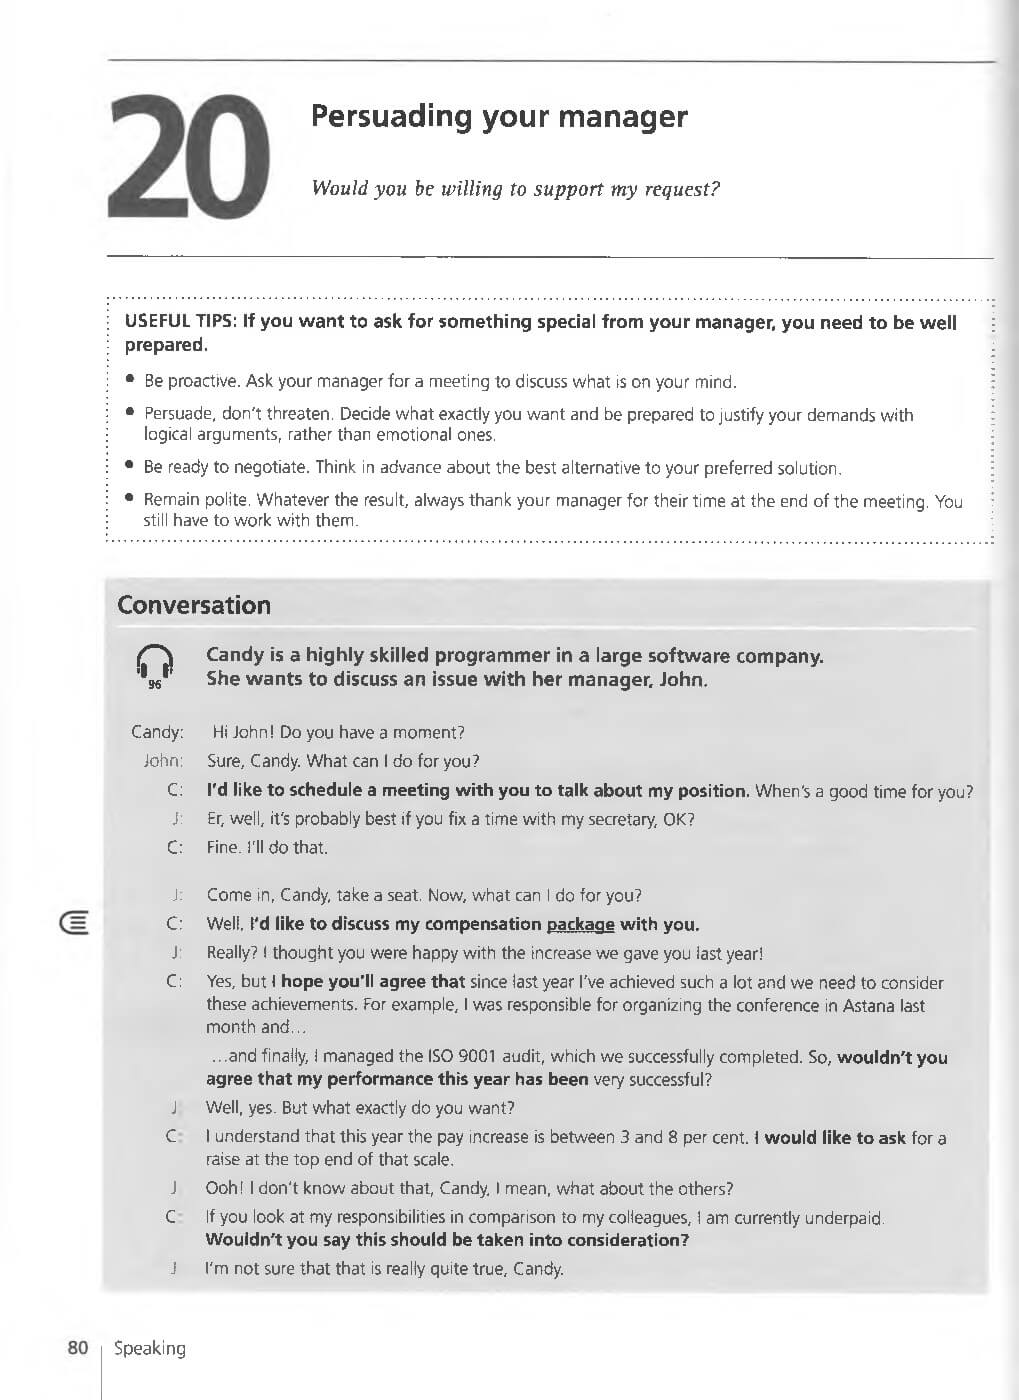 20
Persuading your manager
Would you be willing to support my request?
USEFUL TIPS: If you want to ask for something special from your manager, you need to be well
prepared.
• Be proactive. Ask your manager for a meeting to discuss what is on your mind.
• Persuade, don't threaten. Decide what exactly you want and be prepared to justify your demands with
logical arguments, rather than emotional ones.
• Be ready to negotiate. Think in advance about the best alternative to your preferred solution.
• Remain polite. Whatever the result, always thank your manager for their time at the end of the meeting. You
still have to work with them.
Conversation
96
Candy is a highly skilled programmer in a large software company.
She wants to discuss an issue with her manager, John.
Candy: Hi John! Do you have a moment?
John: Sure, Candy. What can I do for you?
C: I'd like to schedule a meeting with you to talk about my position. When's a good time for you?
J: Er, well, it's probably best if you fix a time with my secretary, OK?
C: Fine. I'll do that.
J: Come in, Candy, take a seat. Now, what can I do for you?
C: Well, I'd like to discuss my compensation package with you.
J: Really? I thought you were happy with the increase we gave you last year!
C: Yes, but I hope you'll agree that since last year I've achieved such a lot and we need to consider
these achievements. For example, I was responsible for organizing the conference in Astana last
month and...
...and finally, I managed the ISO 9001 audit, which we successfully completed. So, wouldn't you
agree that my performance this year has been very successful?
J: Well, yes. But what exactly do you want?
C: I understand that this year the pay increase is between 3 and 8 per cent. I would like to ask for a
raise at the top end of that scale.
J Ooh! I don't know about that, Candy, I mean, what about the others?
C: If you look at my responsibilities in comparison to my colleagues, I am currently underpaid.
Wouldn't you say this should be taken into consideration?
J I'm not sure that that is really quite true, Candy.
80 Speaking